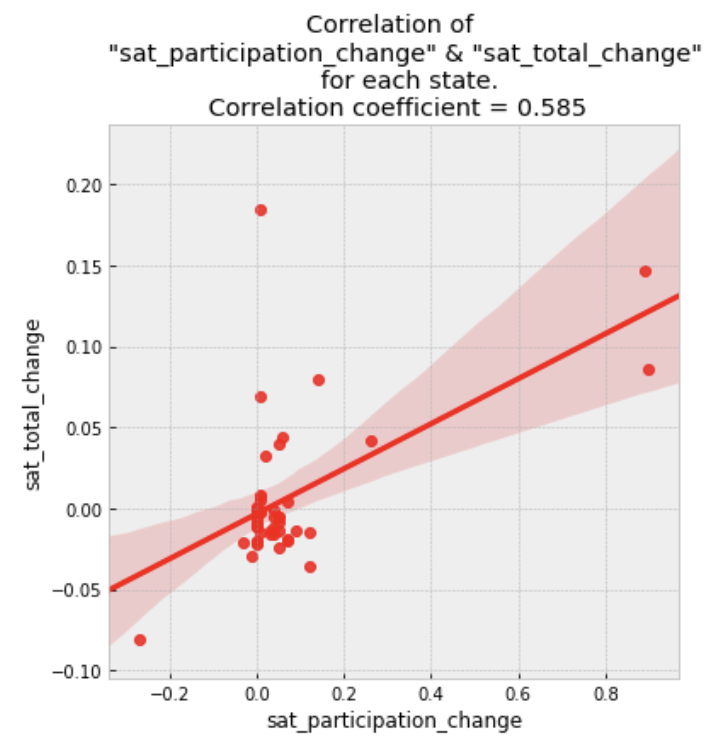 Correlation of
"sat_participation_change" & "sat_total_change"
for each state.
Correlation coefficient = 0.585
sat_total_change
0.20
0.15
0.10
0.05
0.00
−0.05
−0.10
−0.2
0.0
0.2
0.4
0.6
0.8
sat_participation_change